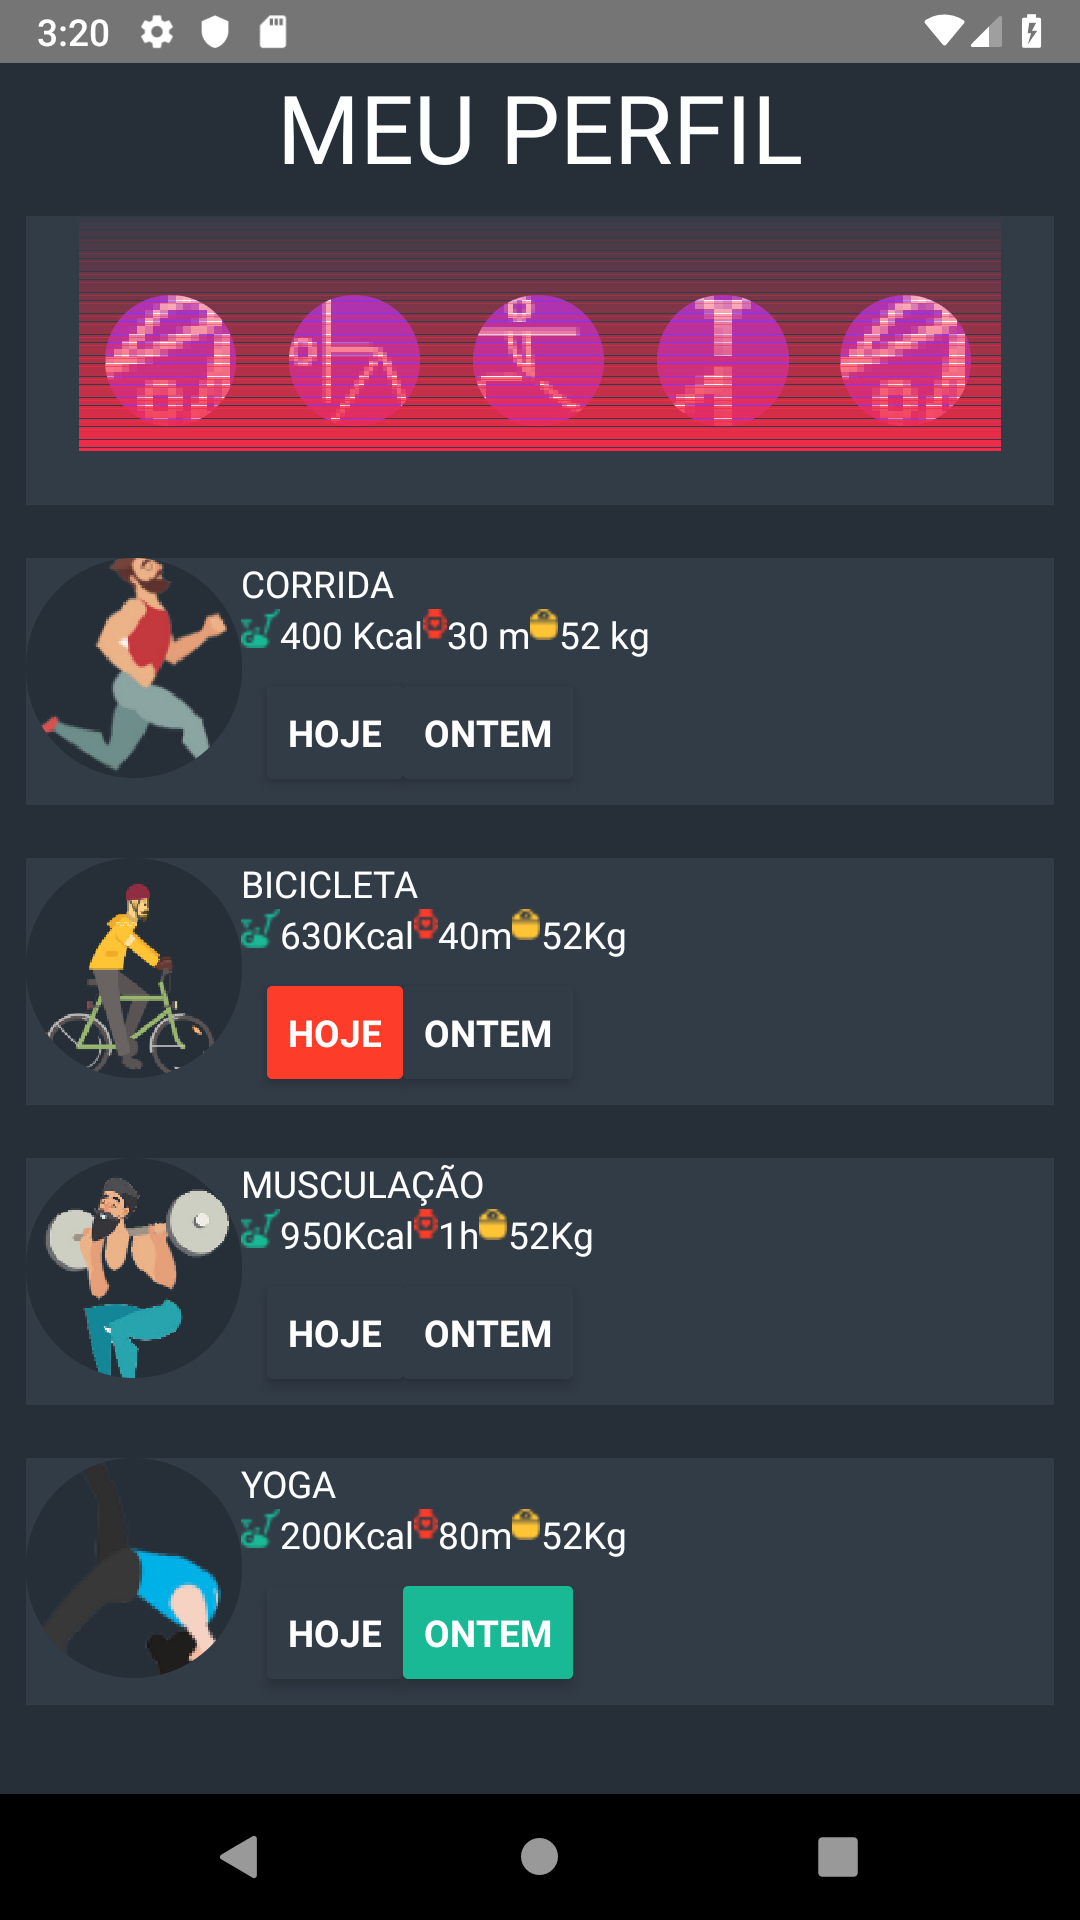 3:20
MEU PERFIL
CORRIDA
400 Kcal 30 m 52 kg
HOJE ONTEM
BICICLETA
630Kcal 40m 52Kg
HOJE ONTEM
MUSCULAÇÃO
950Kcal 1h 52Kg
HOJE ONTEM
YOGA
200Kcal 80m 52Kg
HOJE ONTEM